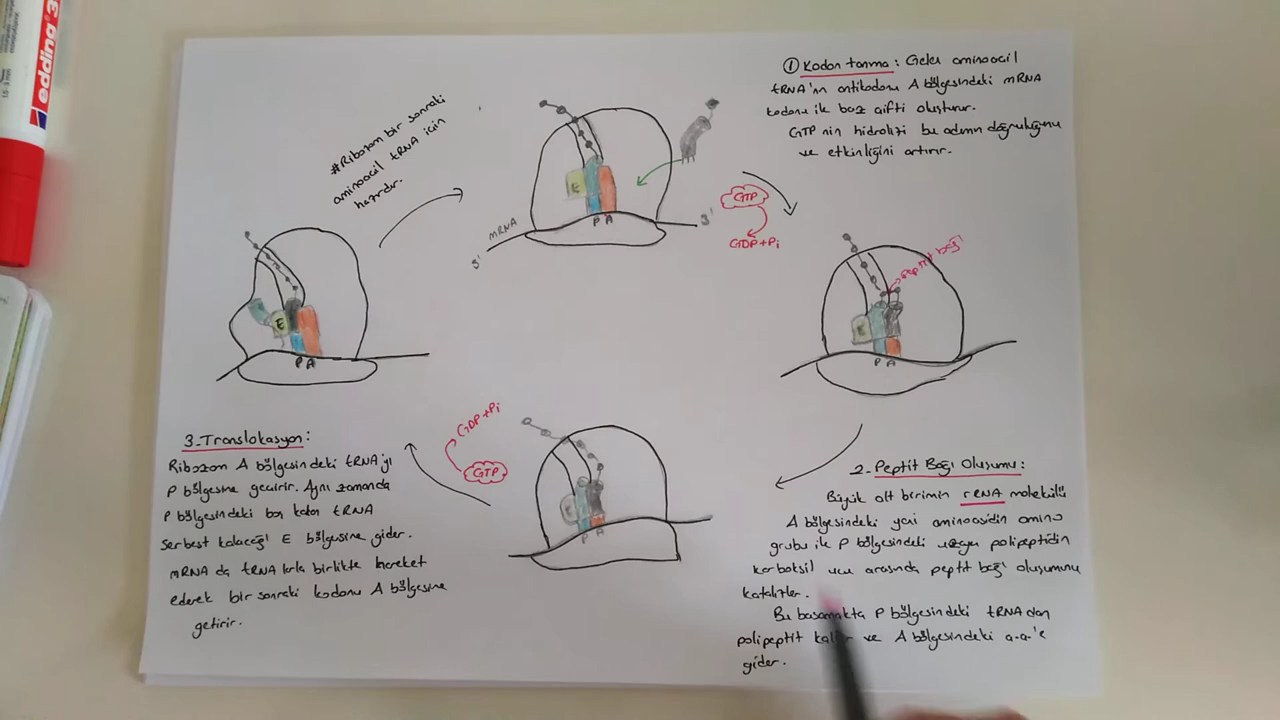 edding 3
① Kodon tanıma: Gelen aminoacil
tRNA'nın antikodonu A bölgesindeki mRNA
kodonu ile baz çifti oluşturur.
GTP nin hidrolizi bu adımın doğruluğunu
ve etkinliğini artırır.
#Ribozom bir sonraki
aminoacil tRNA için
hazırdır.
E
P A
mRNA
5'
3'
GTP
GDP+Pi
Peptit bağı
E
P A
E
P A
2- Peptit Bağı Oluşumu:
Büyük alt birimin rRNA molekülü
A bölgesindeki yeni aminoasidin amino
grubu ile P bölgesindeki uzayan polipeptidin
karboksil ucu arasında peptit bağı oluşumunu
katalizler.
Bu basamakta P bölgesindeki tRNA'dan
polipeptit ve A bölgesindeki a.a.'e
gider.
GDP+Pi
GTP
E
P A
3-Translokasyon:
Ribozom A bölgesindeki tRNA'yı
P bölgesine geçirir. Aynı zamanda
P bölgesindeki boş kalan tRNA
serbest kalacağı E bölgesine gider.
mRNA da tRNA'larla birlikte hareket
ederek bir sonraki kodonu A bölgesine
getirir.